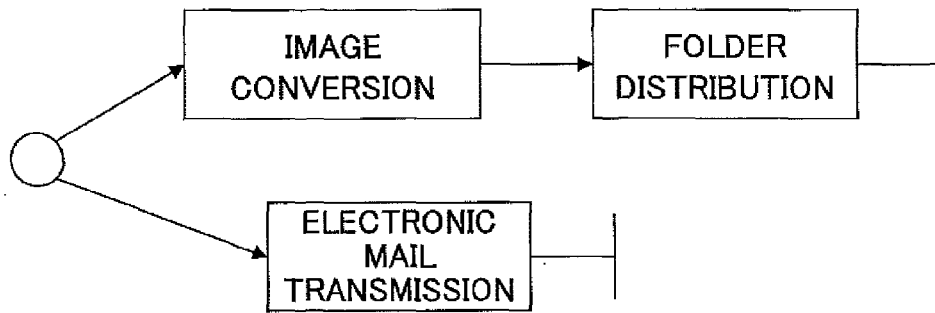 IMAGE
CONVERSION
FOLDER
DISTRIBUTION
ELECTRONIC
MAIL
TRANSMISSION